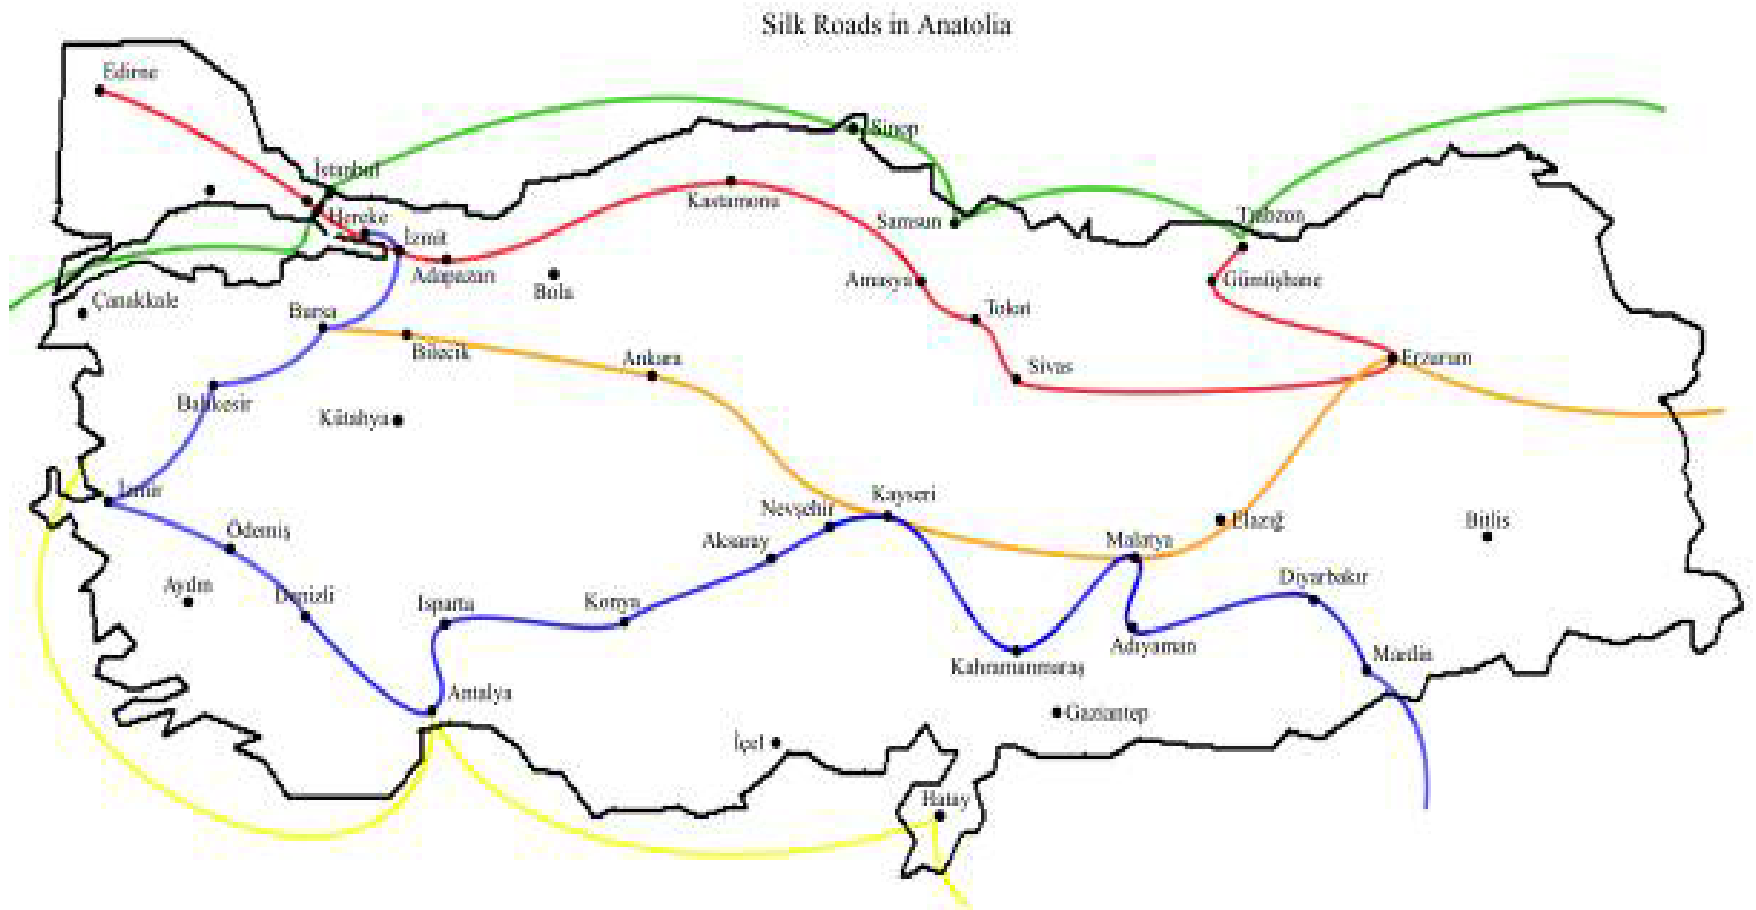 Silk Roads in Anatolia
Edirne
Sinop
İstanbul
Kastamonu
Hereke
Samsun
Trabzon
İzmit
Adapazarı
Amasya
Gümüşhane
Bolu
Çanakkale
Tokat
Bursa
Bilecik
Ankara
Sivas
Erzurum
Balıkesir
Kütahya
İzmir
Kayseri
Nevşehir
Elazığ
Bitlis
Ödemiş
Aksaray
Malatya
Aydın
Denizli
Isparta
Konya
Diyarbakır
Adıyaman
Mardin
Kahramanmaraş
Antalya
Gaziantep
İçel
Hatay